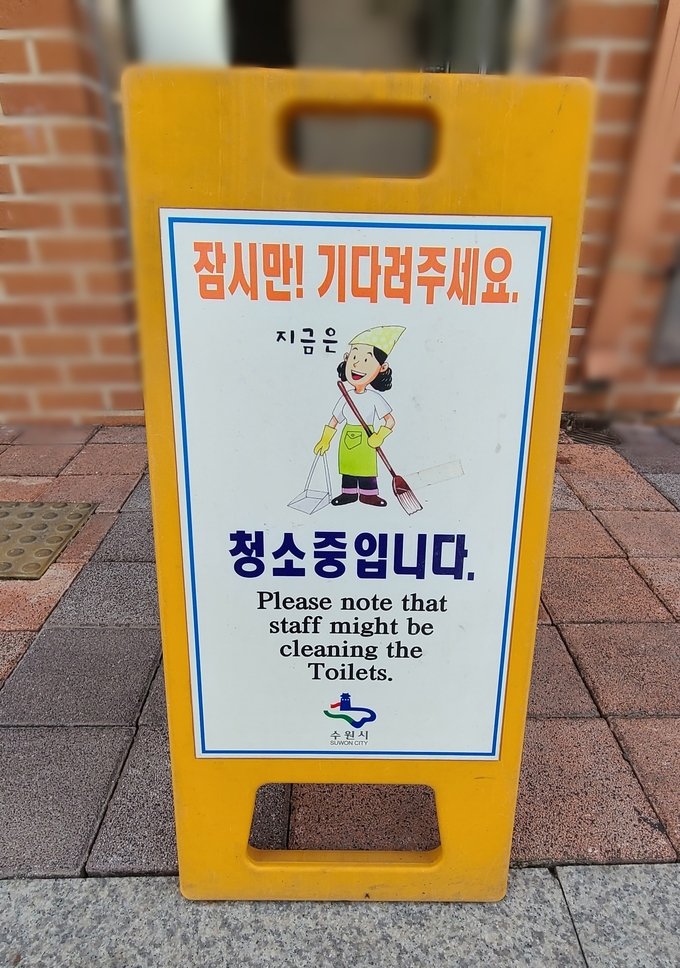 잠시만! 기다려주세요.
지금은
청소중입니다.
Please note that
staff might be
cleaning the
Toilets.
수원시
SUWON CITY